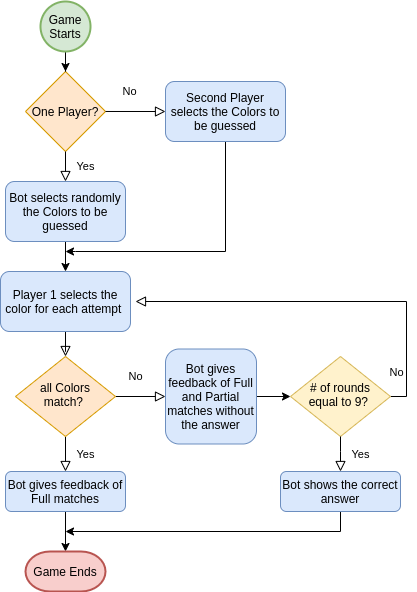 Game
Starts
One Player?
No
Second Player
selects the Colors to
be guessed
Yes
Bot selects randomly
the Colors to be
guessed
Player 1 selects the
color for each attempt
all Colors
match?
No
Bot gives
feedback of Full
and Partial
matches without
the answer
# of rounds
equal to 9?
No
Yes
Yes
Bot gives feedback of
Full matches
Bot shows the correct
answer
Game Ends